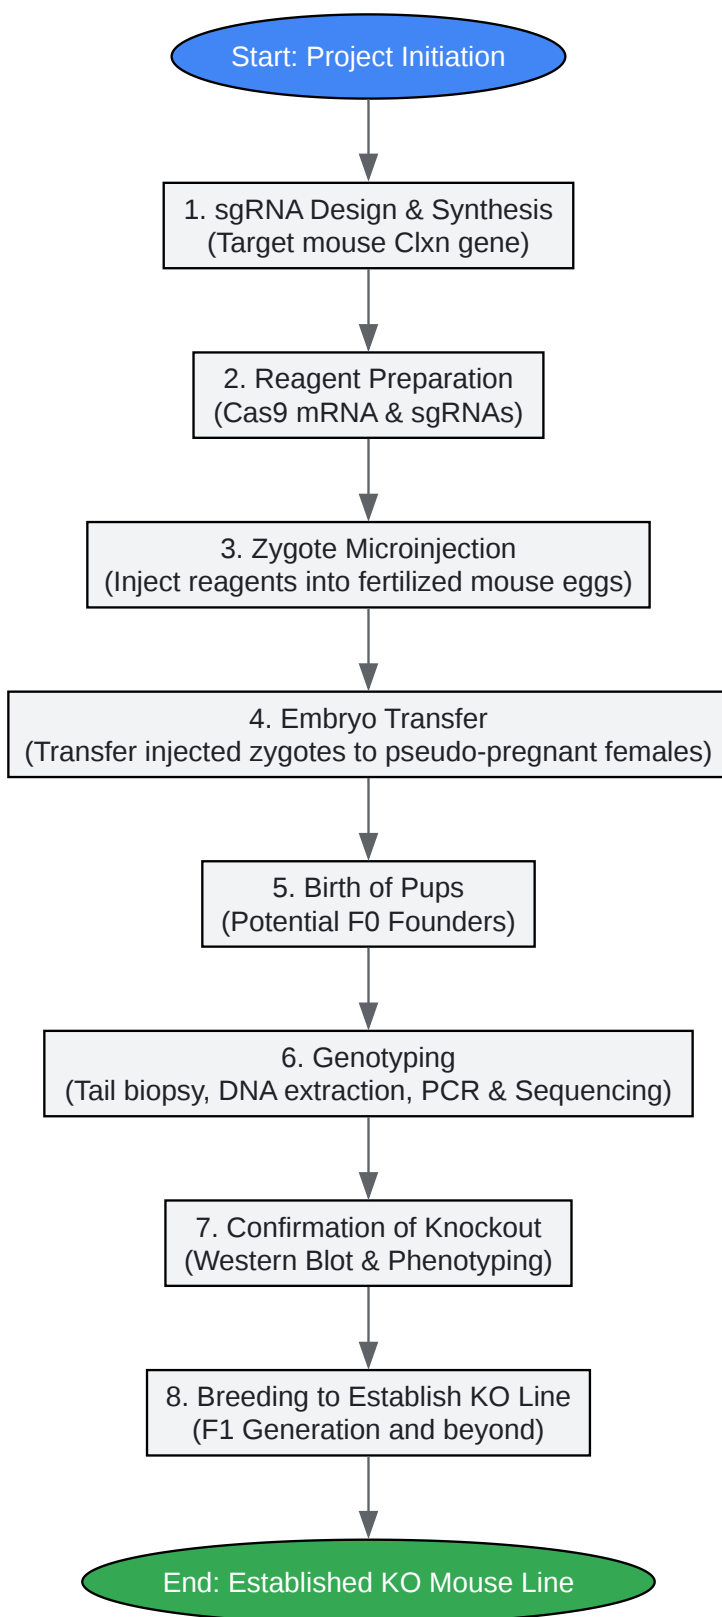 Start: Project Initiation
1. sgRNA Design & Synthesis
(Target mouse Clxn gene)
2. Reagent Preparation
(Cas9 mRNA & sgRNAs)
3. Zygote Microinjection
(Inject reagents into fertilized mouse eggs)
4. Embryo Transfer
(Transfer injected zygotes to pseudo-pregnant females)
5. Birth of Pups
(Potential F0 Founders)
6. Genotyping
(Tail biopsy, DNA extraction, PCR & Sequencing)
7. Confirmation of Knockout
(Western Blot & Phenotyping)
8. Breeding to Establish KO Line
(F1 Generation and beyond)
End: Established KO Mouse Line